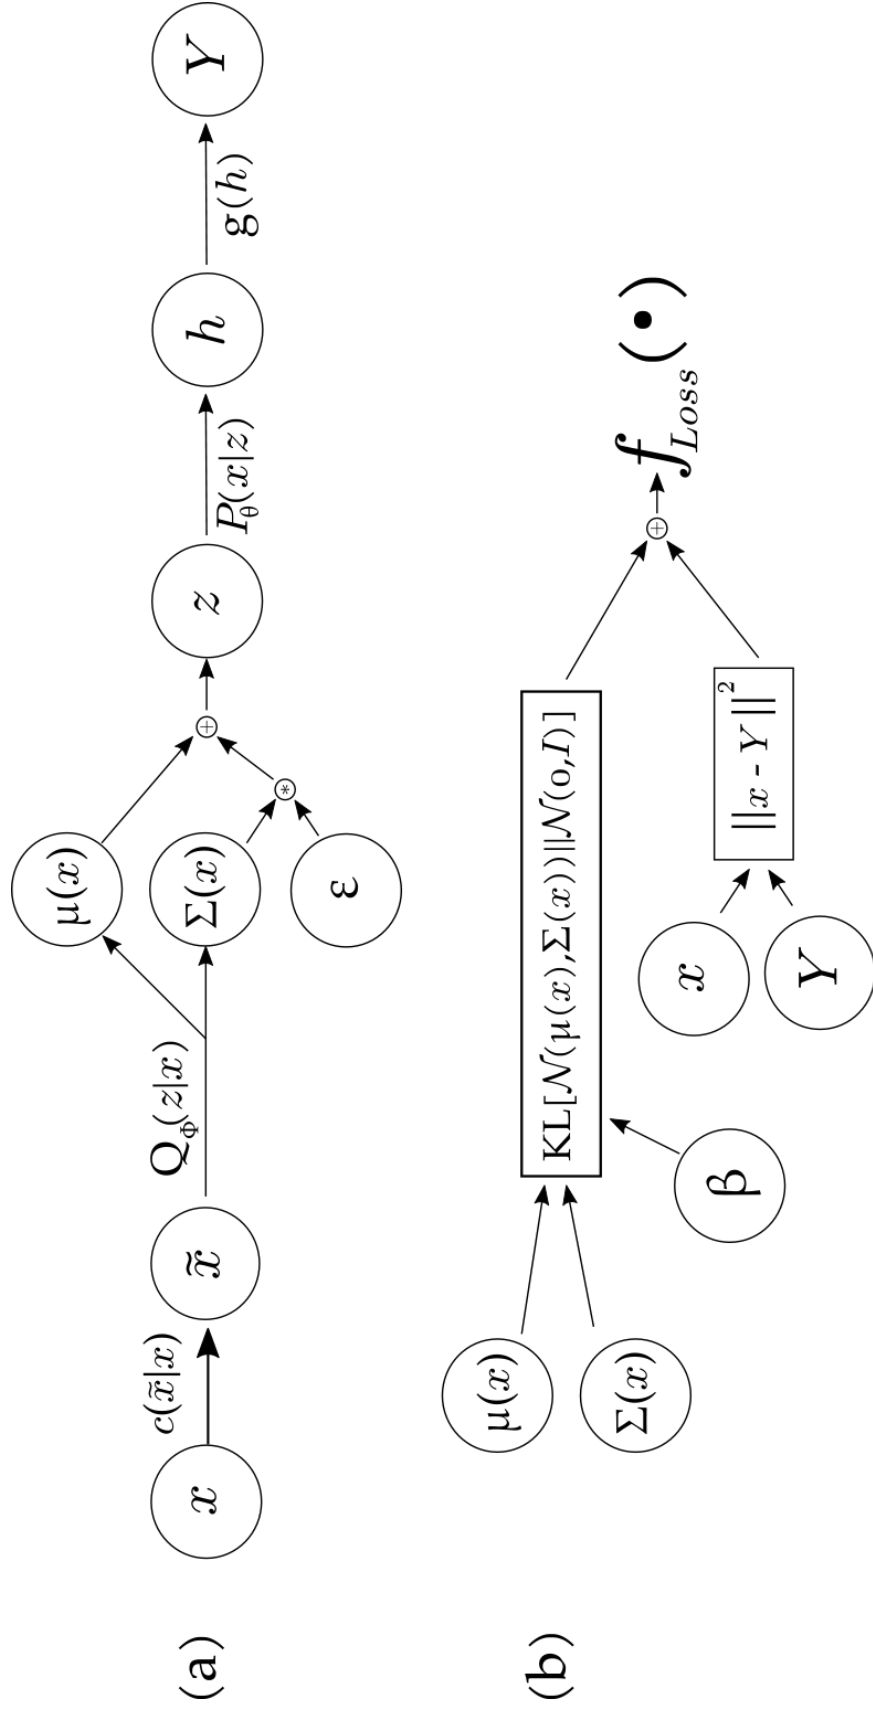 (a)
x
c(x̃|x)
x̃
Q_Φ(z|x)
μ(x)
Σ(x)
ε
*
+
z
P_θ(x|z)
h
g(h)
Y
(b)
μ(x)
Σ(x)
β
KL[𝒩(μ(x),Σ(x))||𝒩(0,I)]
x
Y
||x - Y||²
+
f_Loss(•)